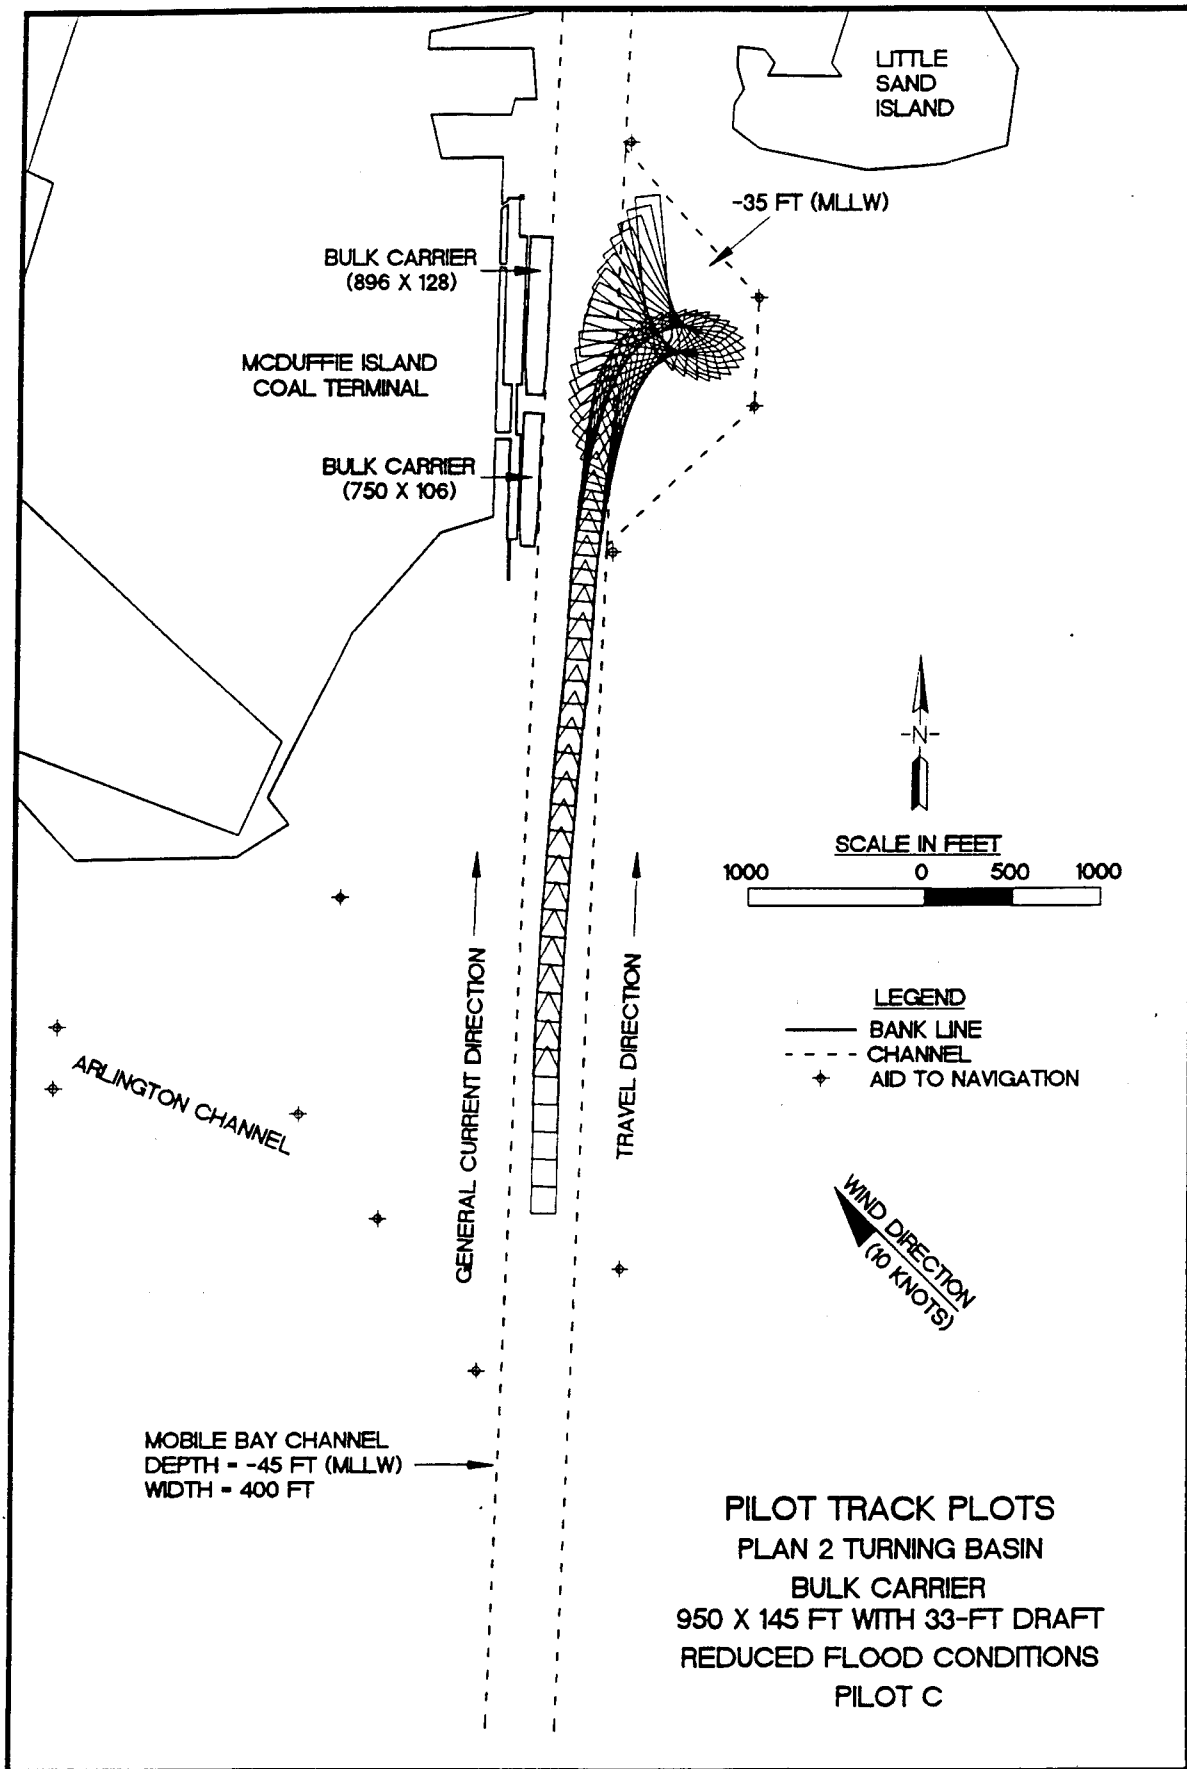 LITTLE
SAND
ISLAND
-35 FT (MLLW)
BULK CARRIER
(896 X 128)
MCDUFFIE ISLAND
COAL TERMINAL
BULK CARRIER
(750 X 106)
-N-
SCALE IN FEET
1000 0 500 1000
LEGEND
BANK LINE
CHANNEL
AID TO NAVIGATION
GENERAL CURRENT DIRECTION
TRAVEL DIRECTION
ARLINGTON CHANNEL
WIND DIRECTION
(10 KNOTS)
MOBILE BAY CHANNEL
DEPTH = -45 FT (MLLW)
WIDTH = 400 FT
PILOT TRACK PLOTS
PLAN 2 TURNING BASIN
BULK CARRIER
950 X 145 FT WITH 33-FT DRAFT
REDUCED FLOOD CONDITIONS
PILOT C